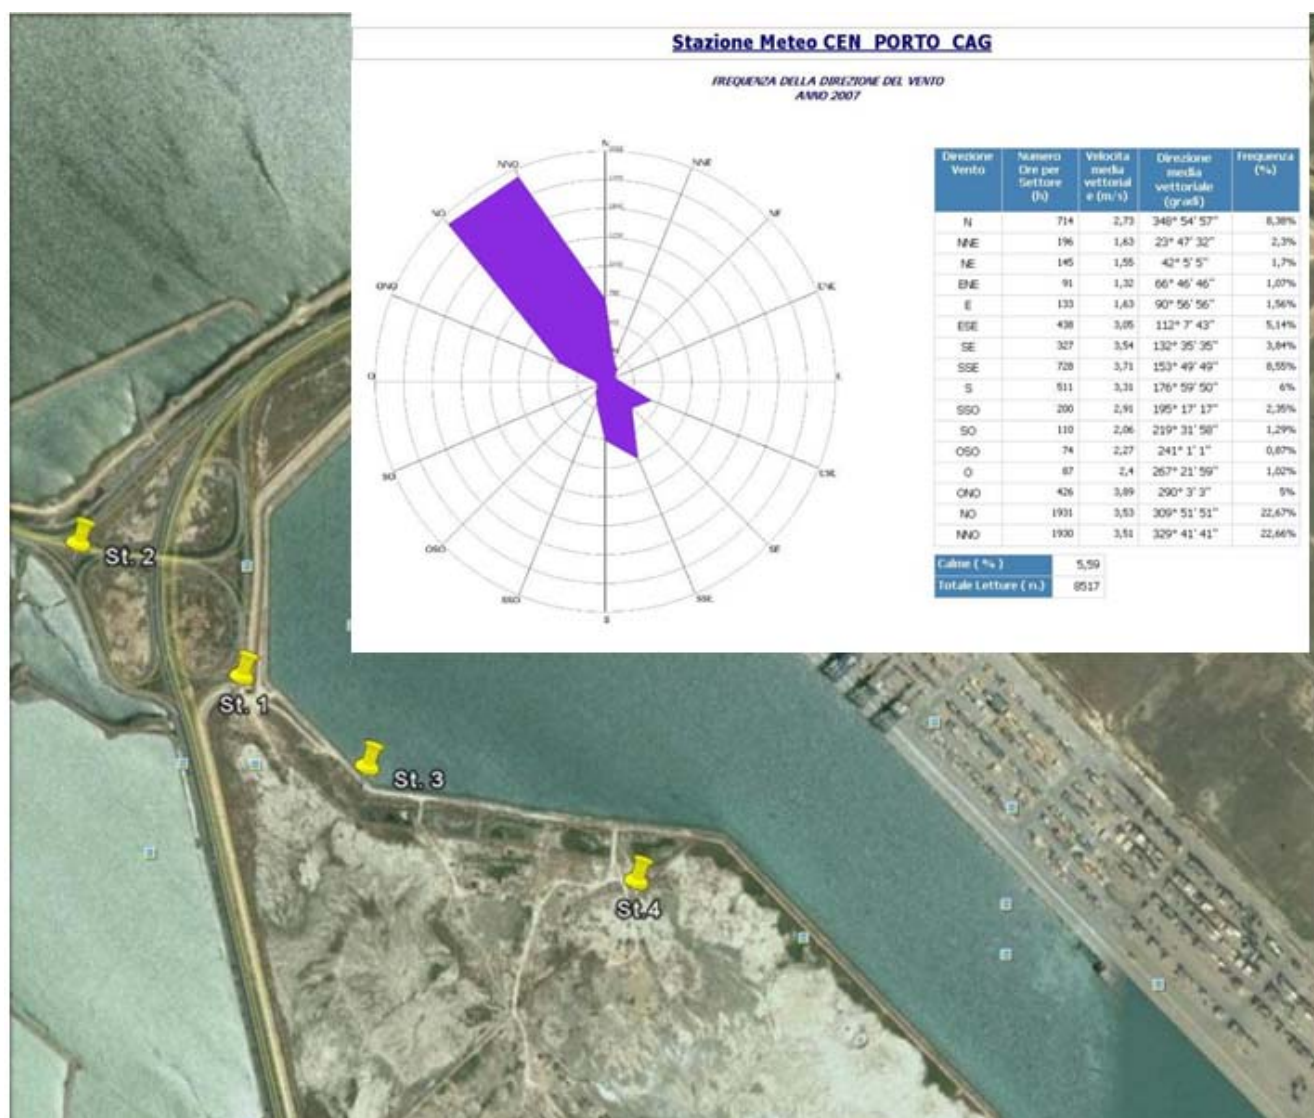 Stazione Meteo CEN_PORTO_CAG
FREQUENZA DELLA DIREZIONE DEL VENTO
ANNO 2007
N
NNE
NE
ENE
E
ESE
SE
SSE
S
SSO
OSO
SO
O
ONO
NO
NNO
Direzione Vento Numero Ore per Settore (h) Velocita media vettoriale (m/s) Direzione media vettoriale (gradi) Frequenza (%)
N 714 2,73 348° 54' 57'' 8,38%
NNE 196 1,63 23° 47' 32'' 2,3%
NE 145 1,55 42° 5' 5'' 1,7%
ENE 91 1,32 66° 46' 46'' 1,07%
E 133 1,63 90° 56' 56'' 1,56%
ESE 438 3,05 112° 7' 43'' 5,14%
SE 327 3,54 132° 35' 35'' 3,84%
SSE 728 3,71 153° 49' 49'' 8,55%
S 511 3,31 176° 59' 50'' 6%
SSO 200 2,91 195° 17' 17'' 2,35%
SO 110 2,06 219° 31' 58'' 1,29%
OSO 74 2,27 241° 1' 1'' 0,87%
O 87 2,4 267° 21' 59'' 1,02%
ONO 426 3,89 290° 3' 3'' 5%
NO 1931 3,53 309° 51' 51'' 22,67%
NNO 1930 3,51 329° 41' 41'' 22,66%
Calme ( % ) 5,59
Totale Letture ( n.) 8517
St. 2
St. 1
St. 3
St.4